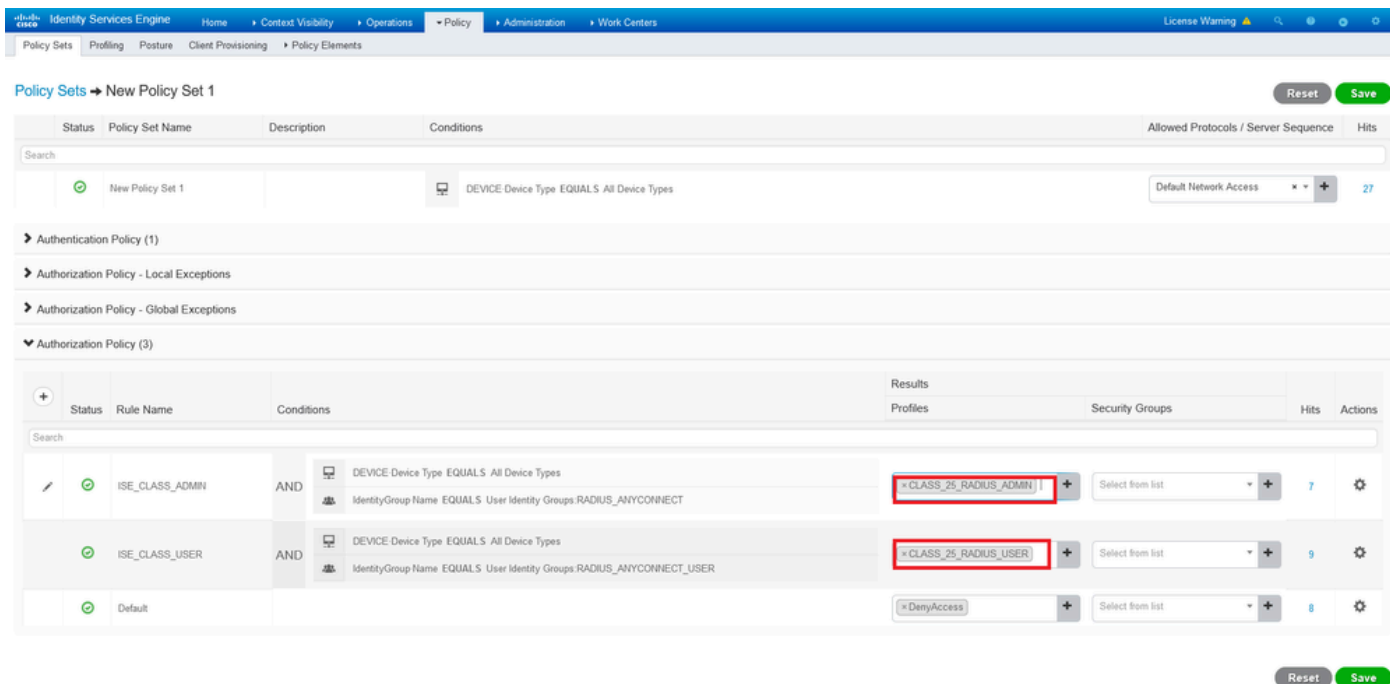 cisco Identity Services Engine Home Context Visibility Operations Policy Administration Work Centers License Warning
Policy Sets Profiling Posture Client Provisioning Policy Elements
Policy Sets → New Policy Set 1 Reset Save
Status Policy Set Name Description Conditions Allowed Protocols / Server Sequence Hits
Search
New Policy Set 1 DEVICE·Device Type EQUALS All Device Types × Default Network Access + 27
Authentication Policy (1)
Authorization Policy - Local Exceptions
Authorization Policy - Global Exceptions
Authorization Policy (3)
Results
+ Status Rule Name Conditions Profiles Security Groups Hits Actions
Search
ISE_CLASS_ADMIN AND DEVICE·Device Type EQUALS All Device Types
IdentityGroup·Name EQUALS User Identity Groups:RADIUS_ANYCONNECT
× CLASS_25_RADIUS_ADMIN + Select from list + 7
ISE_CLASS_USER AND DEVICE·Device Type EQUALS All Device Types
IdentityGroup·Name EQUALS User Identity Groups:RADIUS_ANYCONNECT_USER
× CLASS_25_RADIUS_USER + Select from list + 9
Default × DenyAccess + Select from list + 8
Reset Save